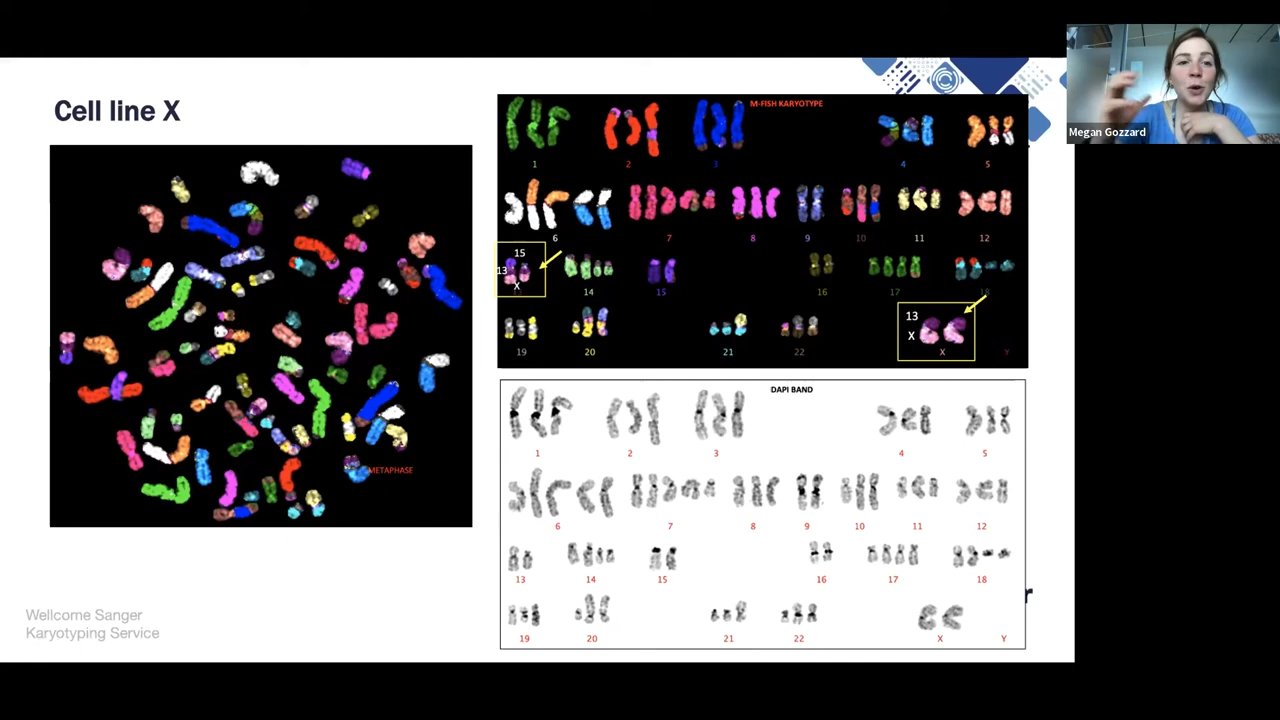 Cell line X
Megan Gozzard
M-FISH KARYOTYPE
1 2 3 4 5
6 7 8 9 10 11 12
15
13
X
14 15 16 17 18
13
X
19 20 21 22 X Y
METAPHASE
DAPI BAND
1 2 3 4 5
6 7 8 9 10 11 12
13 14 15 16 17 18
19 20 21 22 X Y
Wellcome Sanger
Karyotyping Service